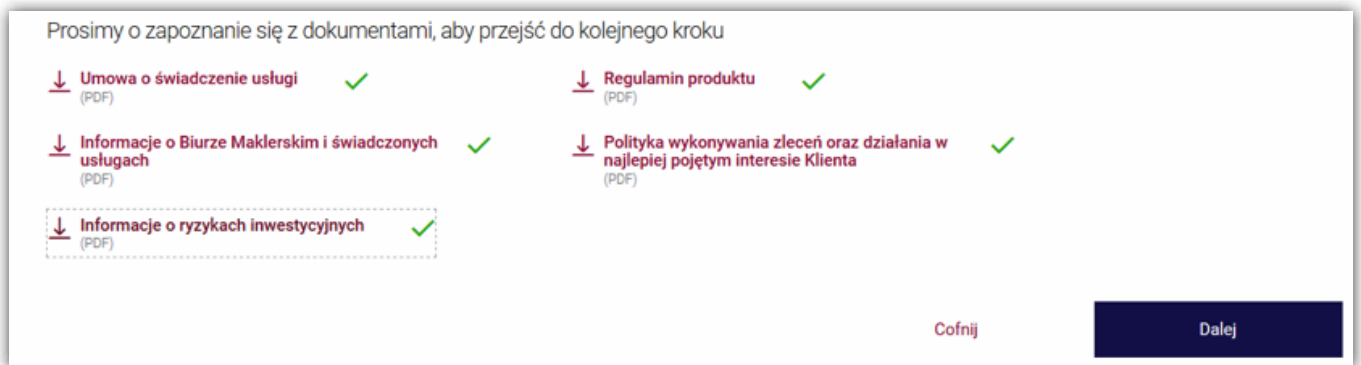 Prosimy o zapoznanie się z dokumentami, aby przejść do kolejnego kroku
Umowa o świadczenie usługi
(PDF)
Regulamin produktu
(PDF)
Informacje o Biurze Maklerskim i świadczonych
usługach
(PDF)
Polityka wykonywania zleceń oraz działania w
najlepiej pojętym interesie Klienta
(PDF)
Informacje o ryzykach inwestycyjnych
(PDF)
Cofnij
Dalej